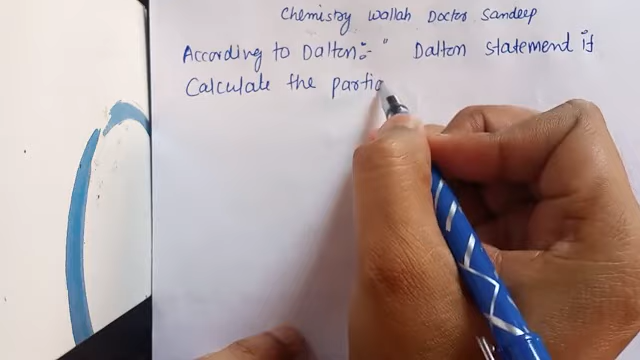 Chemistry Wallah Doctor Sandeep
According to Dalton:- " Dalton statement if
Calculate the partia